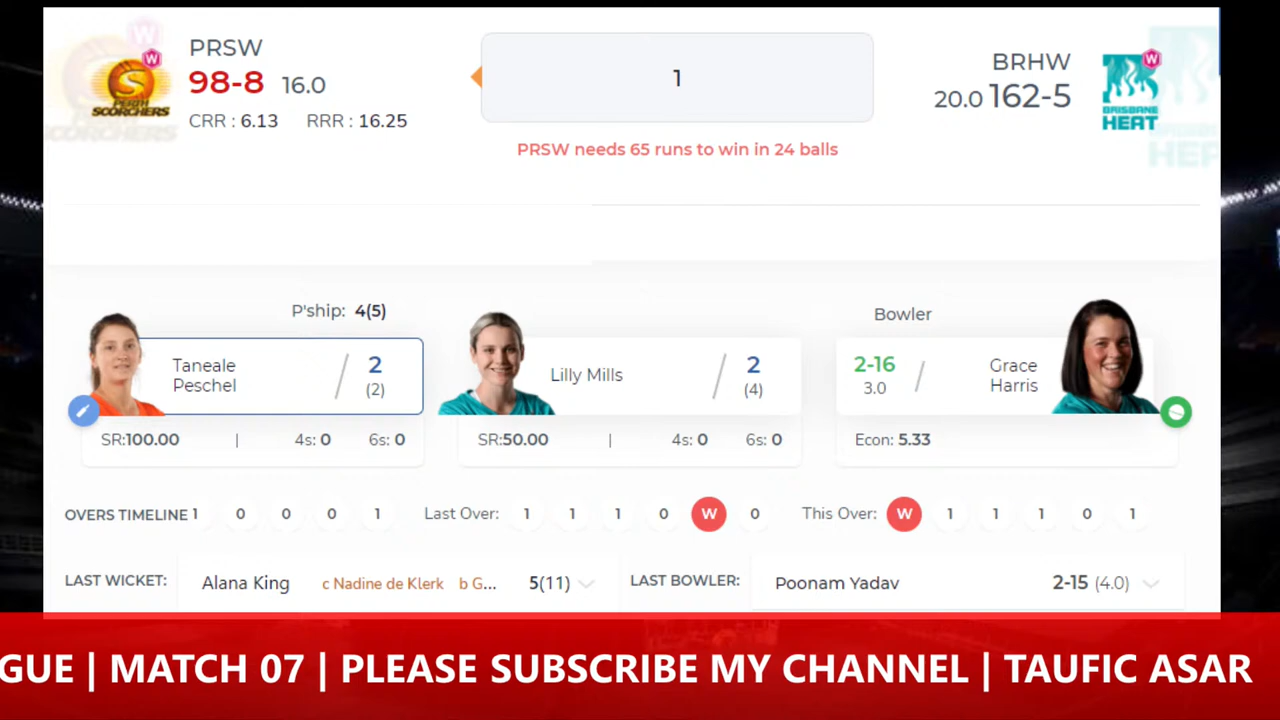 PRSW
98-8 16.0
CRR : 6.13 RRR : 16.25
W
PERTH
SCORCHERS
1
PRSW needs 65 runs to win in 24 balls
BRHW
20.0 162-5
W
BRISBANE
HEAT
P'ship: 4(5)
Bowler
Taneale
Peschel
2
(2)
Lilly Mills
2
(4)
2-16
3.0
Grace
Harris
SR:100.00 | 4s: 0 6s: 0
SR:50.00 | 4s: 0 6s: 0
Econ: 5.33
OVERS TIMELINE 1 0 0 0 1 Last Over: 1 1 1 0 W 0 This Over: W 1 1 1 0 1
LAST WICKET: Alana King c Nadine de Klerk b G... 5(11) LAST BOWLER: Poonam Yadav 2-15 (4.0)
GUE | MATCH 07 | PLEASE SUBSCRIBE MY CHANNEL | TAUFIC ASAR